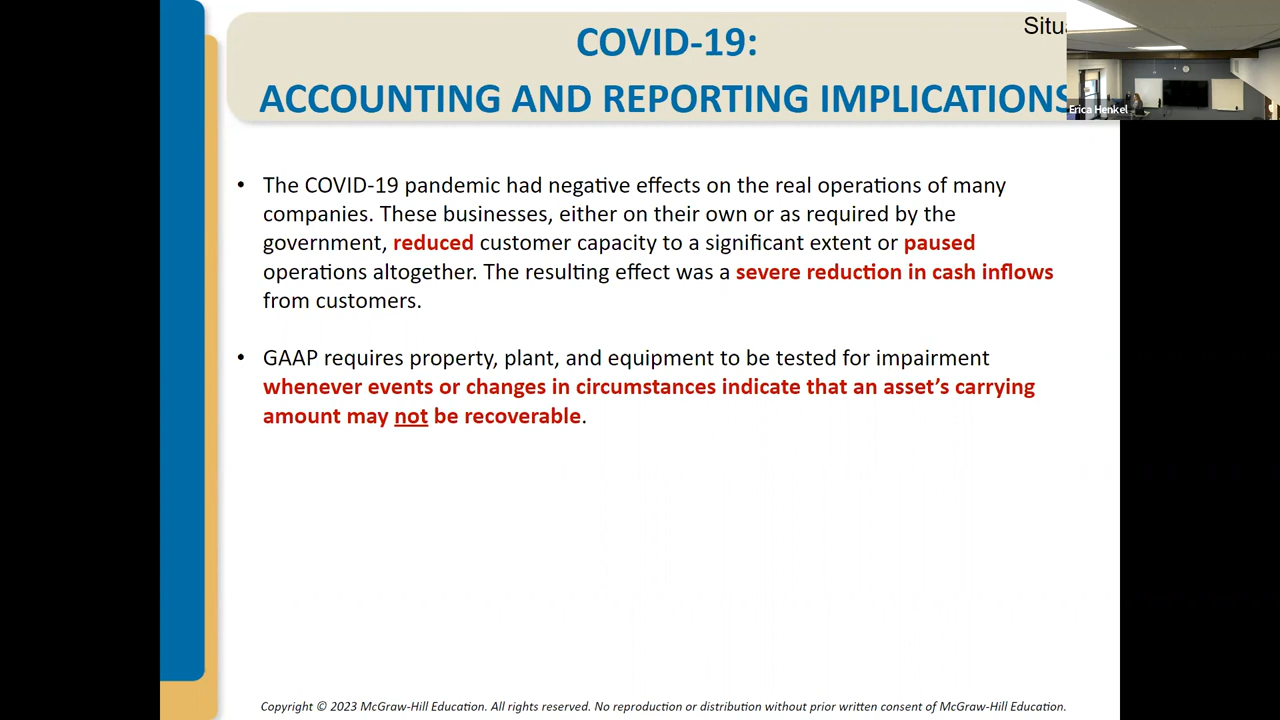 COVID-19:
Situ
ACCOUNTING AND REPORTING IMPLICATIONS
Erica Henkel
• The COVID-19 pandemic had negative effects on the real operations of many
companies. These businesses, either on their own or as required by the
government, reduced customer capacity to a significant extent or paused
operations altogether. The resulting effect was a severe reduction in cash inflows
from customers.
• GAAP requires property, plant, and equipment to be tested for impairment
whenever events or changes in circumstances indicate that an asset’s carrying
amount may not be recoverable.
Copyright © 2023 McGraw-Hill Education. All rights reserved. No reproduction or distribution without prior written consent of McGraw-Hill Education.